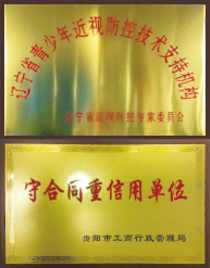 辽宁省青少年近视防控技术支持机构
辽宁省近视防控专家委员会
守合同重信用单位
沈阳市工商行政管理局